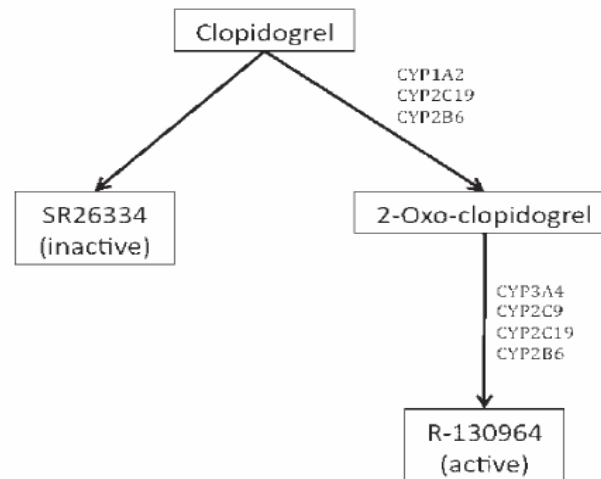 Clopidogrel
CYP1A2
CYP2C19
CYP2B6
SR26334
(inactive)
2-Oxo-clopidogrel
CYP3A4
CYP2C9
CYP2C19
CYP2B6
R-130964
(active)